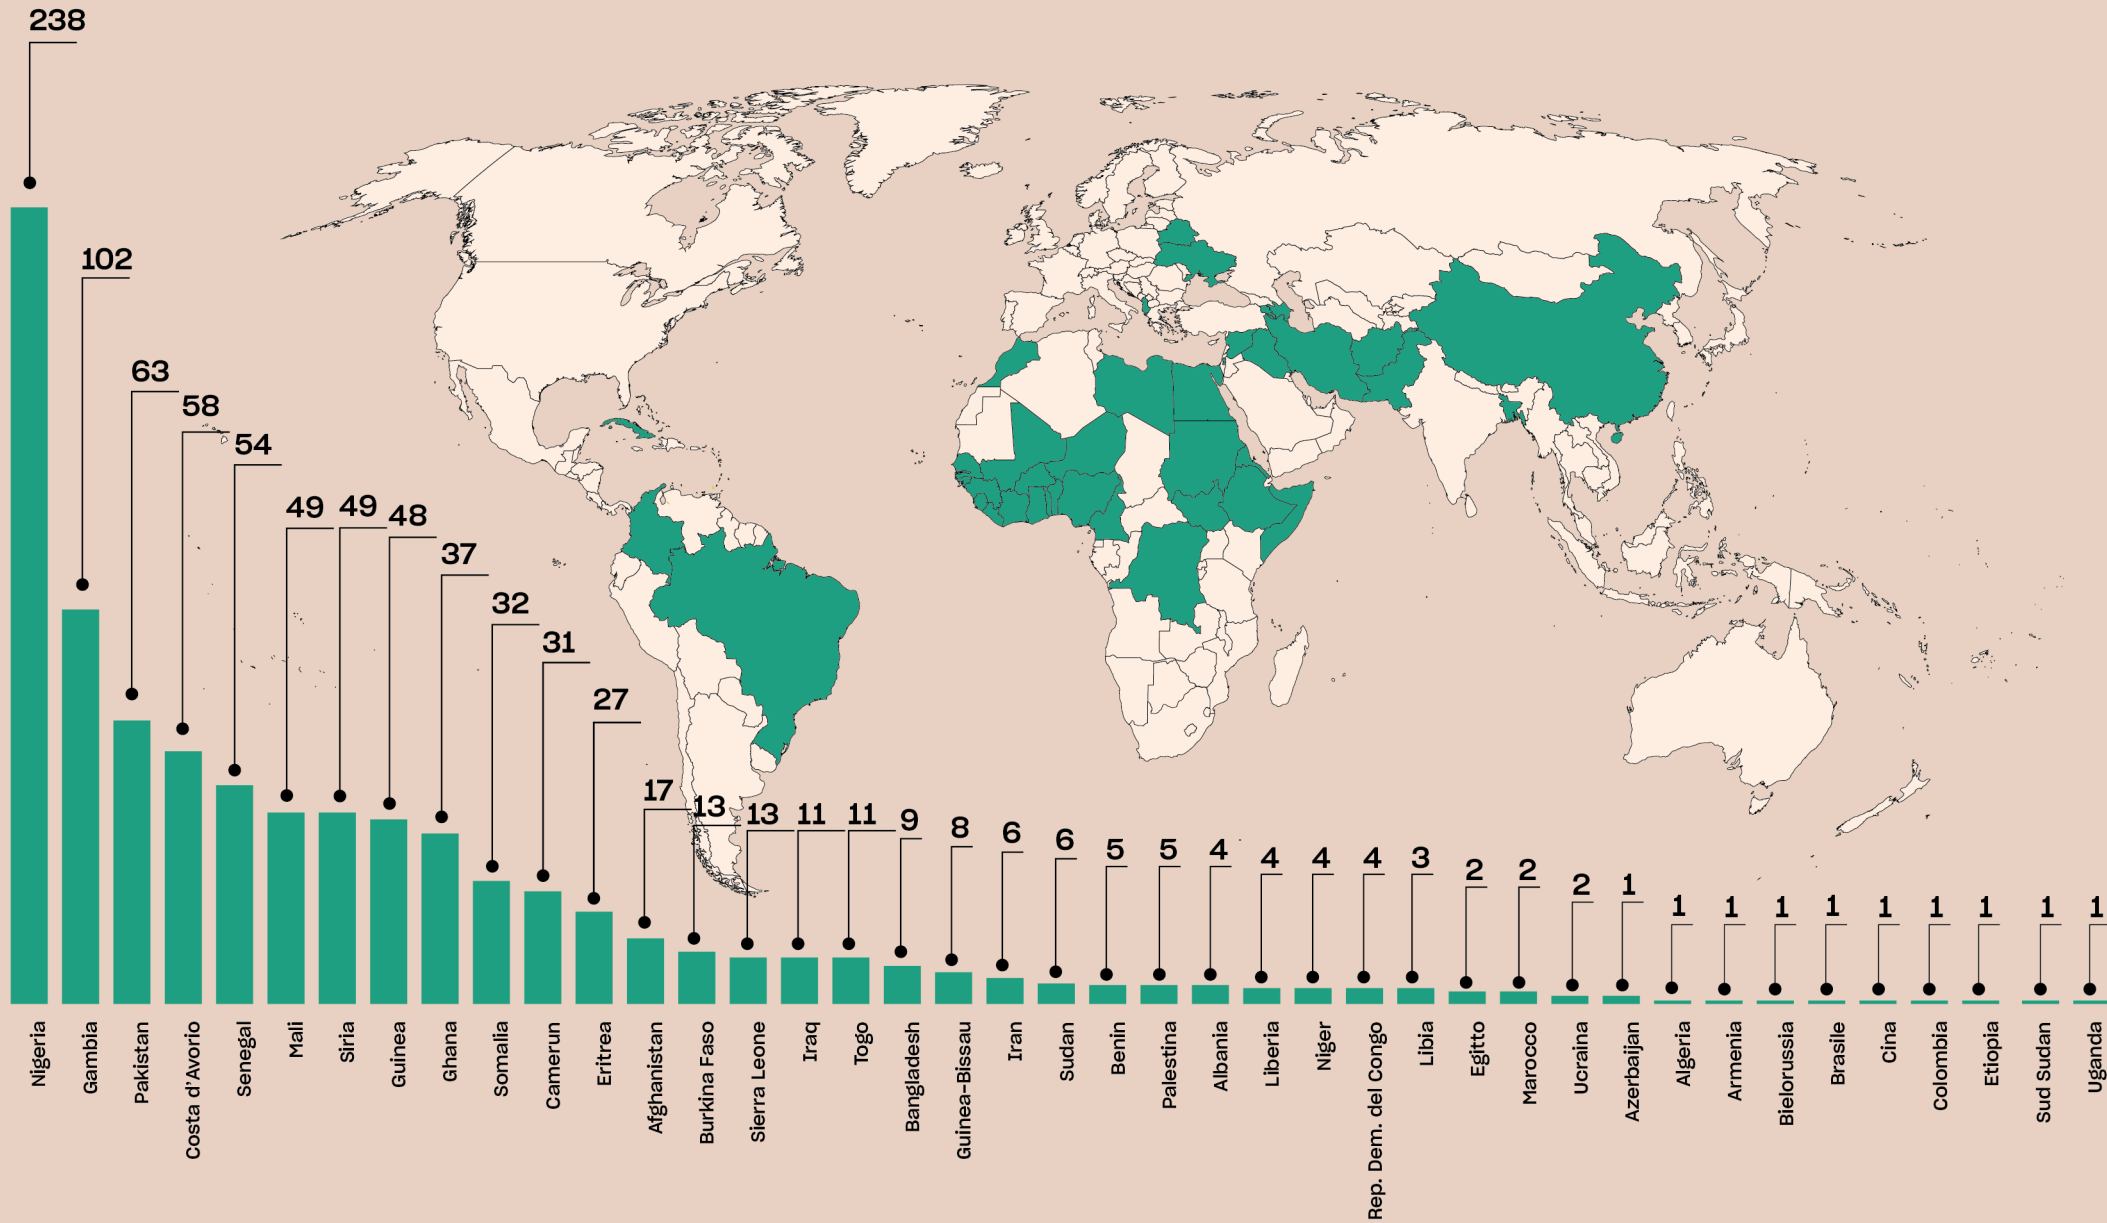 238
102
63
58
54
49
49
48
37
32
31
27
17
13
13
11
11
9
8
6
6
5
5
4
4
4
4
3
2
2
2
1
1
1
1
1
1
1
1
1
1
Nigeria
Gambia
Pakistan
Costa d'Avorio
Senegal
Mali
Siria
Guinea
Ghana
Somalia
Camerun
Eritrea
Afghanistan
Burkina Faso
Sierra Leone
Iraq
Togo
Bangladesh
Guinea-Bissau
Iran
Sudan
Benin
Palestina
Albania
Liberia
Niger
Rep. Dem. del Congo
Libia
Egitto
Marocco
Ucraina
Azerbaijan
Algeria
Armenia
Bielorussia
Brasile
Cina
Colombia
Etiopia
Sud Sudan
Uganda